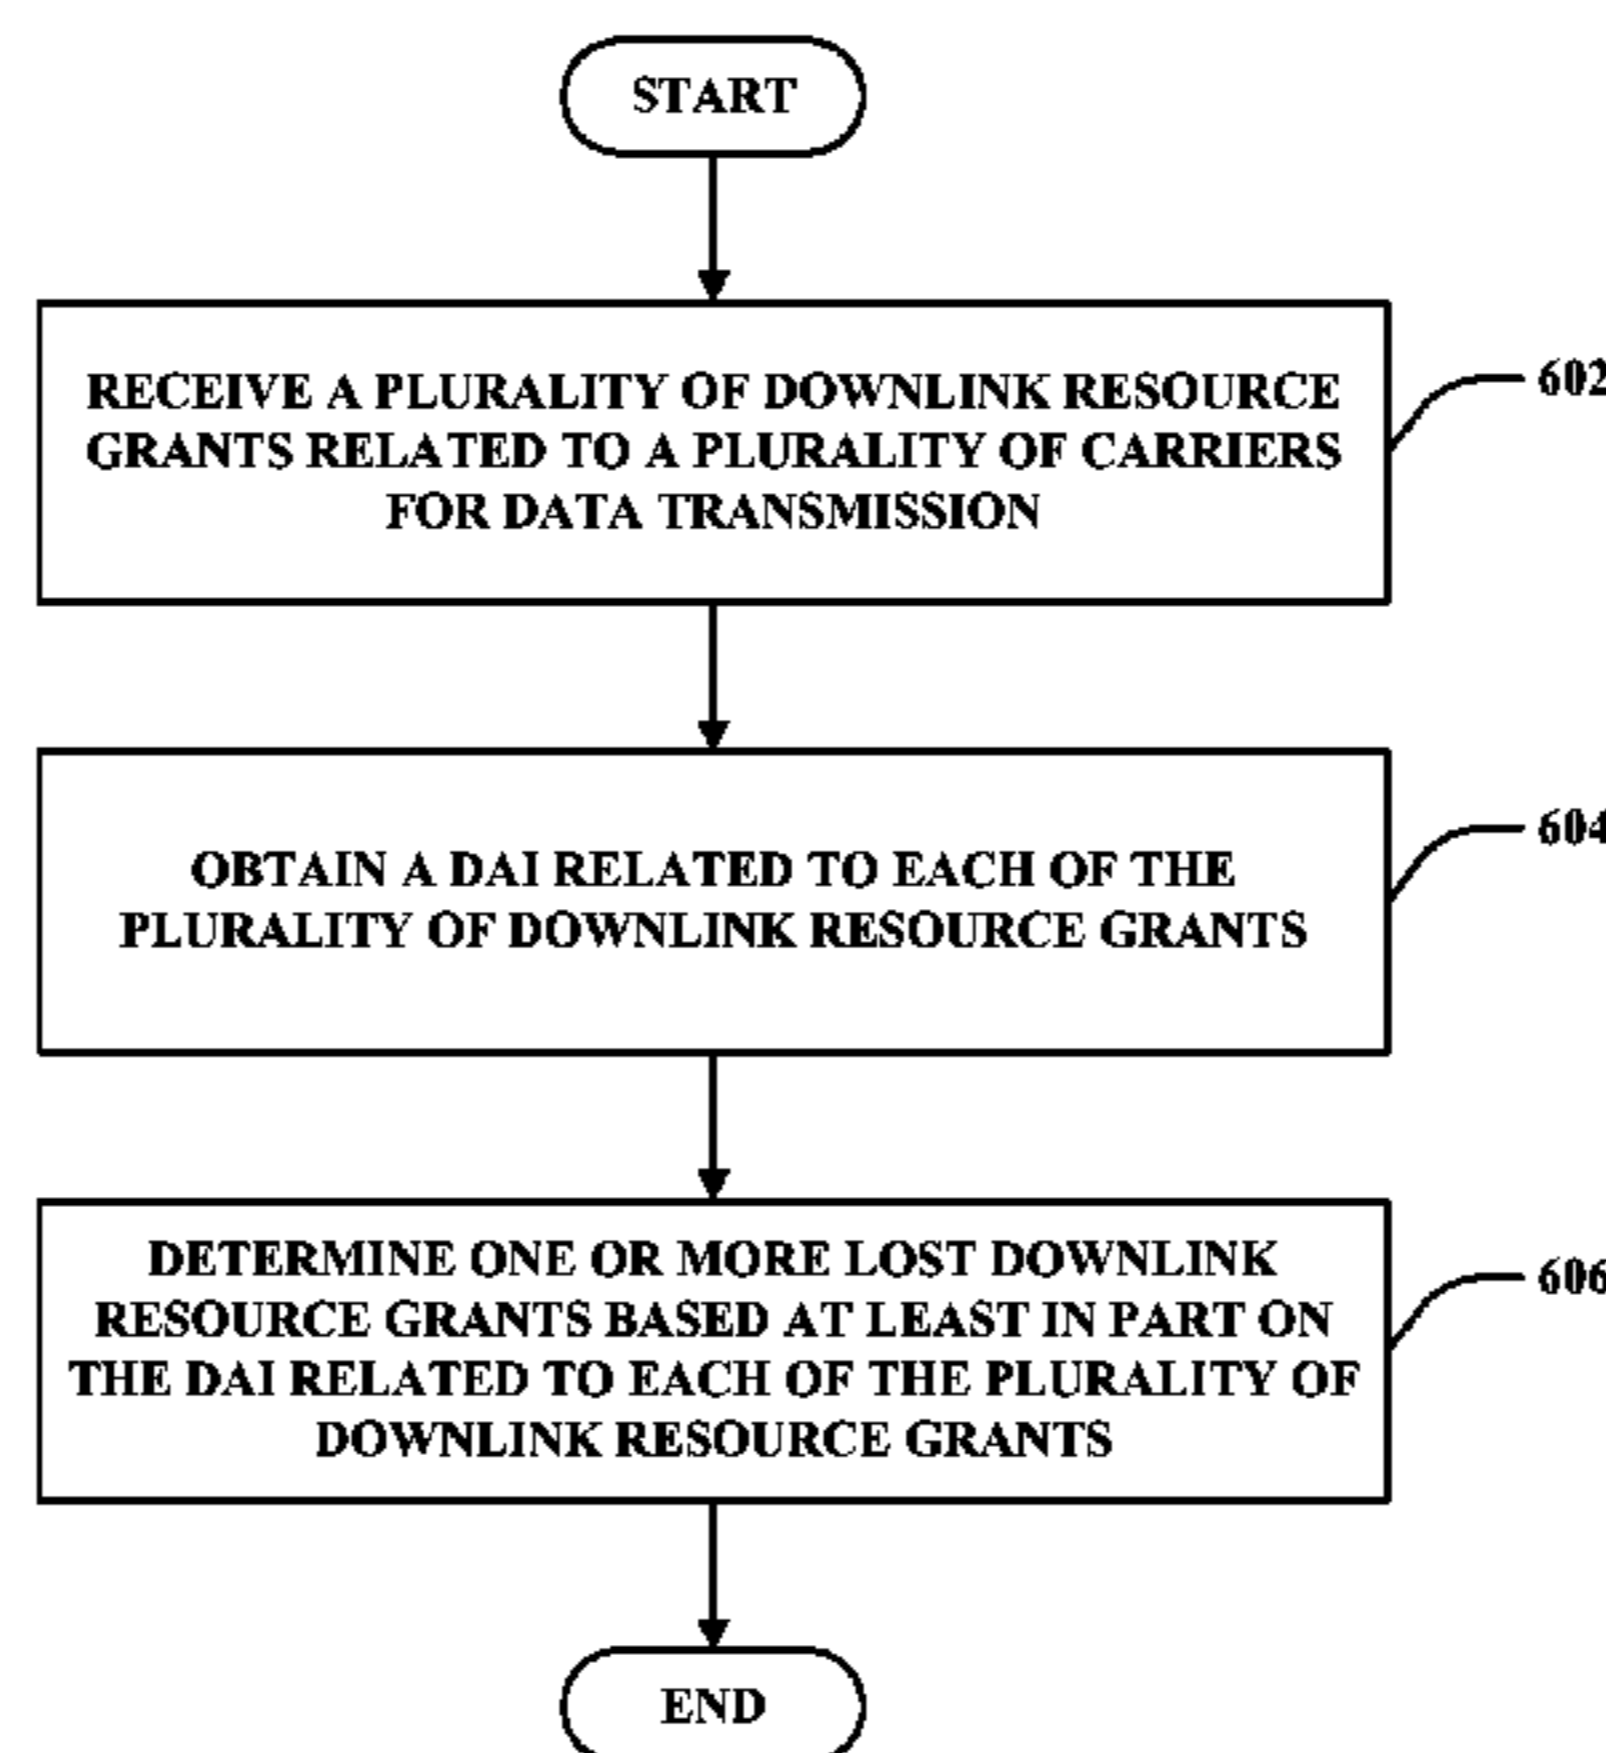 START
RECEIVE A PLURALITY OF DOWNLINK RESOURCE
GRANTS RELATED TO A PLURALITY OF CARRIERS
FOR DATA TRANSMISSION
602
OBTAIN A DAI RELATED TO EACH OF THE
PLURALITY OF DOWNLINK RESOURCE GRANTS
604
DETERMINE ONE OR MORE LOST DOWNLINK
RESOURCE GRANTS BASED AT LEAST IN PART ON
THE DAI RELATED TO EACH OF THE PLURALITY OF
DOWNLINK RESOURCE GRANTS
606
END